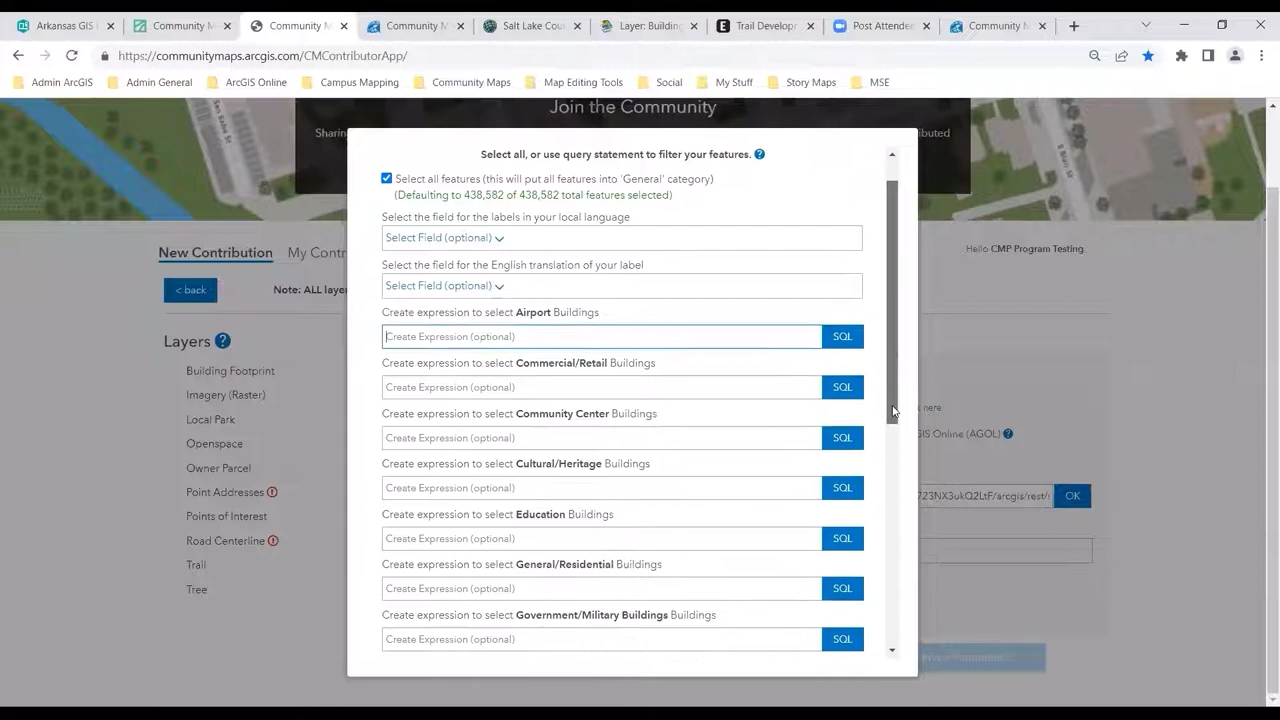 Arkansas GIS
Community M
Community M
Community M
Salt Lake Cou
Layer: Building
Trail Develop
Post Attendee
Community M
https://communitymaps.arcgis.com/CMContributorApp/
Admin ArcGIS
Admin General
ArcGIS Online
Campus Mapping
Community Maps
Map Editing Tools
Social
My Stuff
Story Maps
MSE
Join the Community
Sharin
ributed
Select all, or use query statement to filter your features.
Select all features (this will put all features into 'General' category)
(Defaulting to 438,582 of 438,582 total features selected)
Select the field for the labels in your local language
Select Field (optional)
Select the field for the English translation of your label
Select Field (optional)
Create expression to select Airport Buildings
Create Expression (optional) SQL
Create expression to select Commercial/Retail Buildings
Create Expression (optional) SQL
Create expression to select Community Center Buildings
Create Expression (optional) SQL
Create expression to select Cultural/Heritage Buildings
Create Expression (optional) SQL
Create expression to select Education Buildings
Create Expression (optional) SQL
Create expression to select General/Residential Buildings
Create Expression (optional) SQL
Create expression to select Government/Military Buildings Buildings
Create Expression (optional) SQL
New Contribution My Contr
Hello CMP Program Testing
< back Note: ALL laye
Layers
Building Footprint
Imagery (Raster)
Local Park
Openspace
Owner Parcel
Point Addresses
Points of Interest
Road Centerline
Trail
Tree
here
GIS Online (AGOL)
723NX3ukQ2LtF/arcgis/rest/ OK